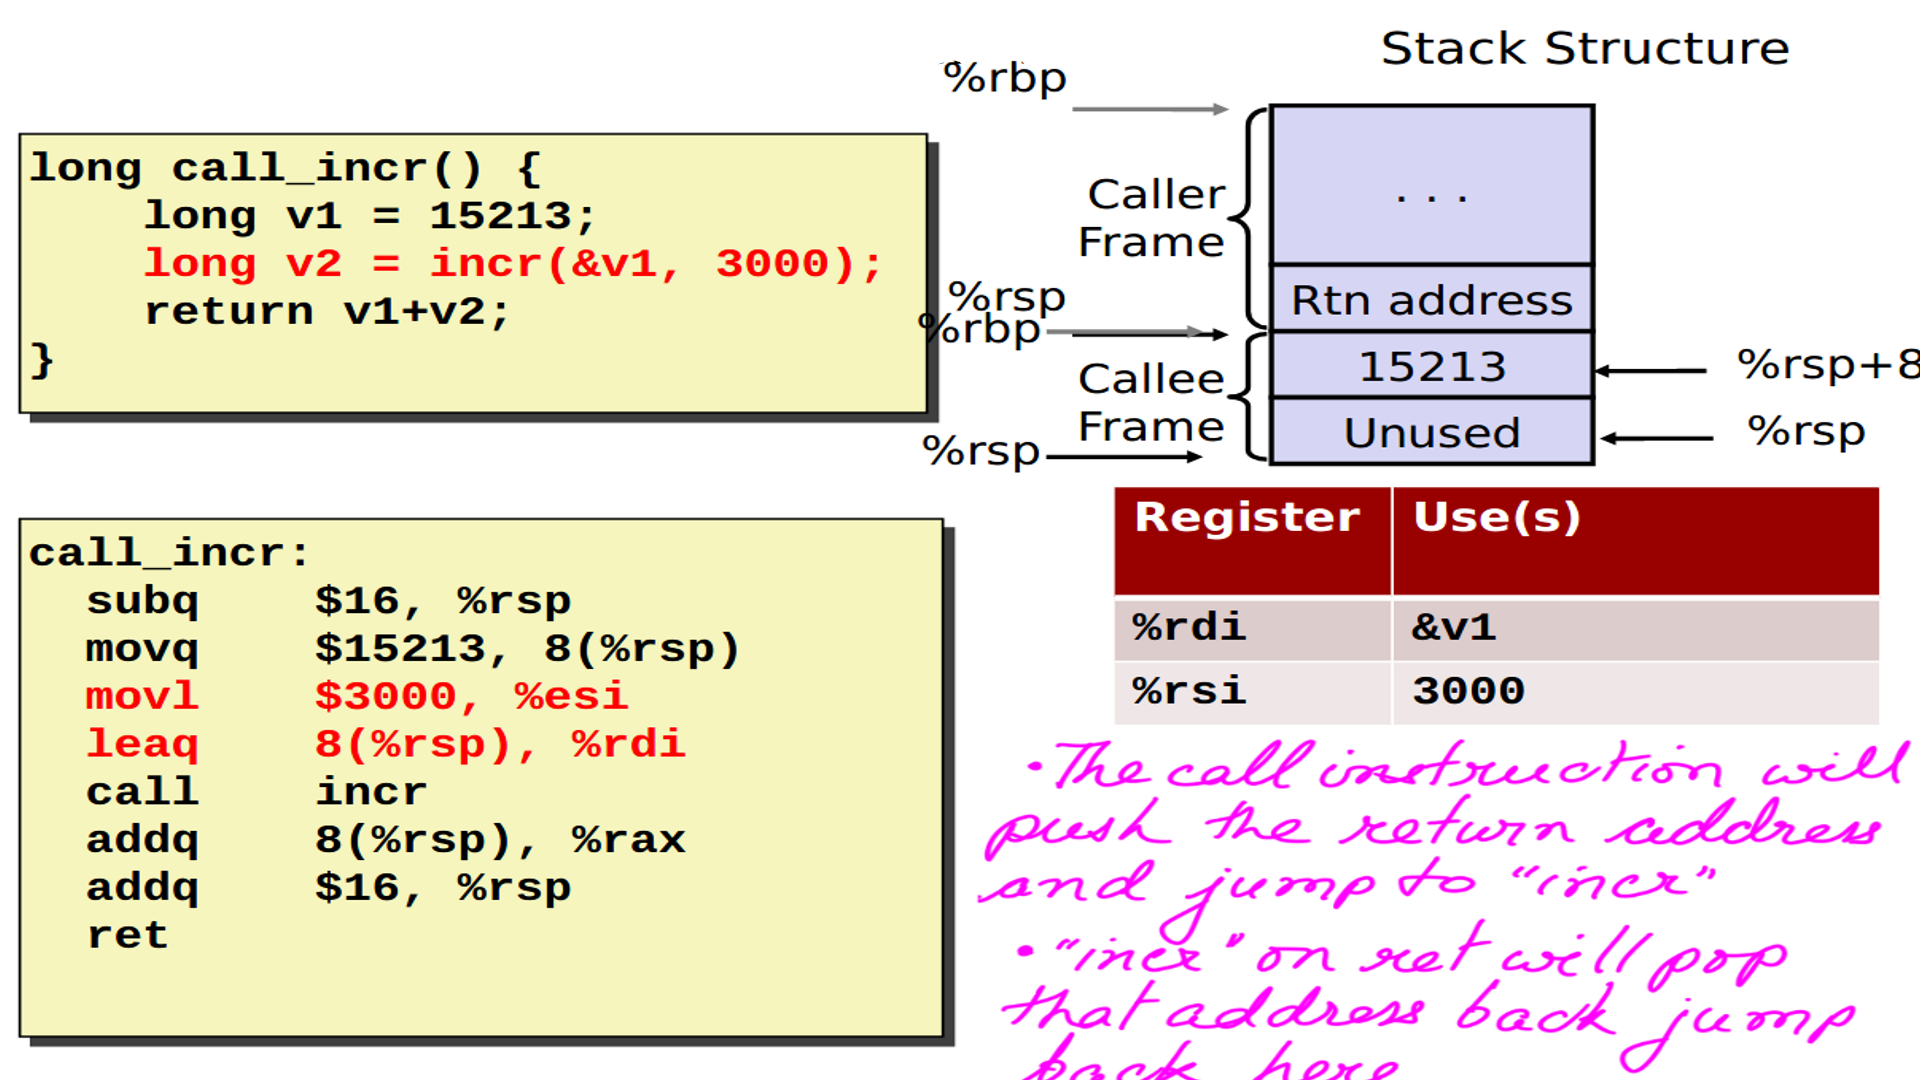 Stack Structure
%rbp
long call_incr() {
long v1 = 15213;
long v2 = incr(&v1, 3000);
return v1+v2;
}
. . .
Caller
Frame
%rsp
Rtn address
%rbp
15213
%rsp+8
Callee
Frame
Unused
%rsp
%rsp
call_incr:
subq $16, %rsp
movq $15213, 8(%rsp)
movl $3000, %esi
leaq 8(%rsp), %rdi
call incr
addq 8(%rsp), %rax
addq $16, %rsp
ret
Register Use(s)
%rdi &v1
%rsi 3000
•The call instruction will
push the return address
and jump to "incr"
•"incr" on ret will pop
that address back jump
back here